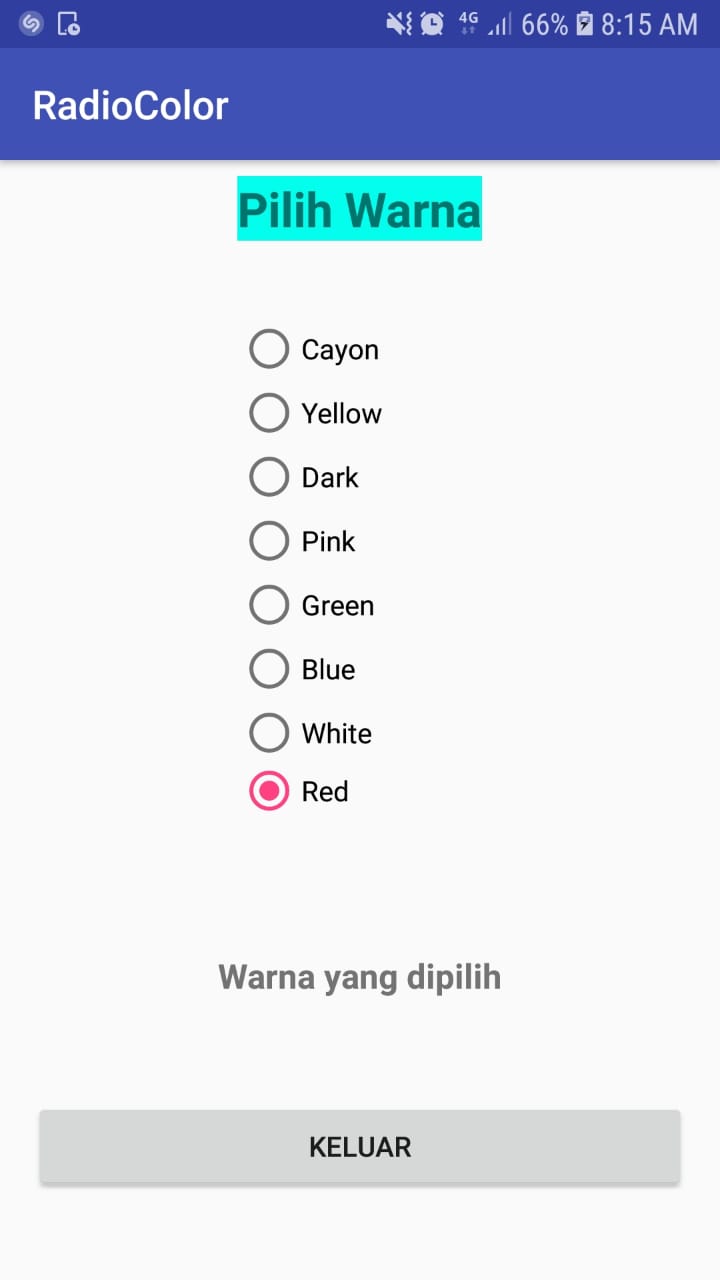 4G 66% 8:15 AM
RadioColor
Pilih Warna
Cayon
Yellow
Dark
Pink
Green
Blue
White
Red
Warna yang dipilih
KELUAR